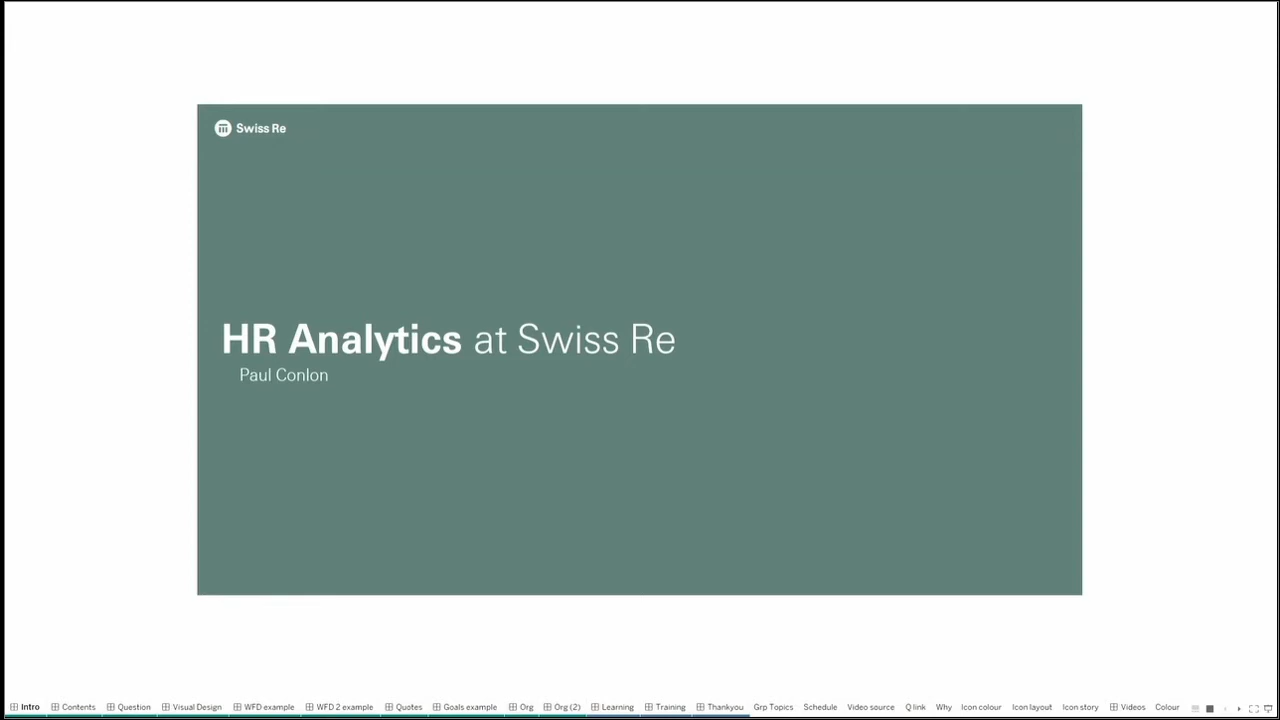 Swiss Re
HR Analytics at Swiss Re
Paul Conlon
Intro Contents Question Visual Design WFD example WFD 2 example Quotes Goals example Org Org (2) Learning Training Thankyou Grp Topics Schedule Video source Q link Why Icon colour Icon layout Icon story Videos Colour